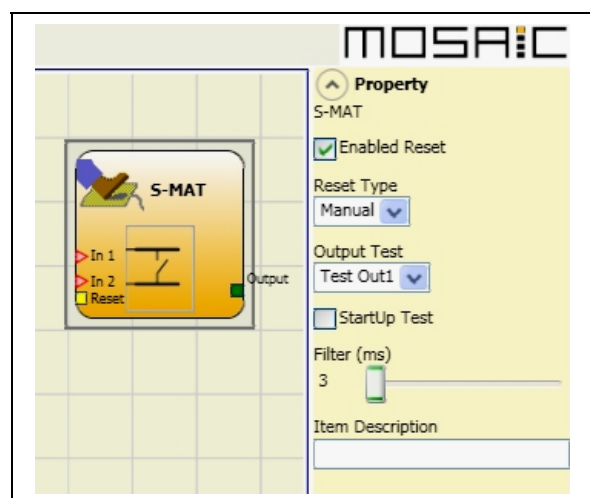 MOSAIC
Property
S-MAT
Enabled Reset
Reset Type
Manual
Output Test
Test Out1
StartUp Test
Filter (ms)
3
Item Description
S-MAT
In 1
In 2
Reset
Output